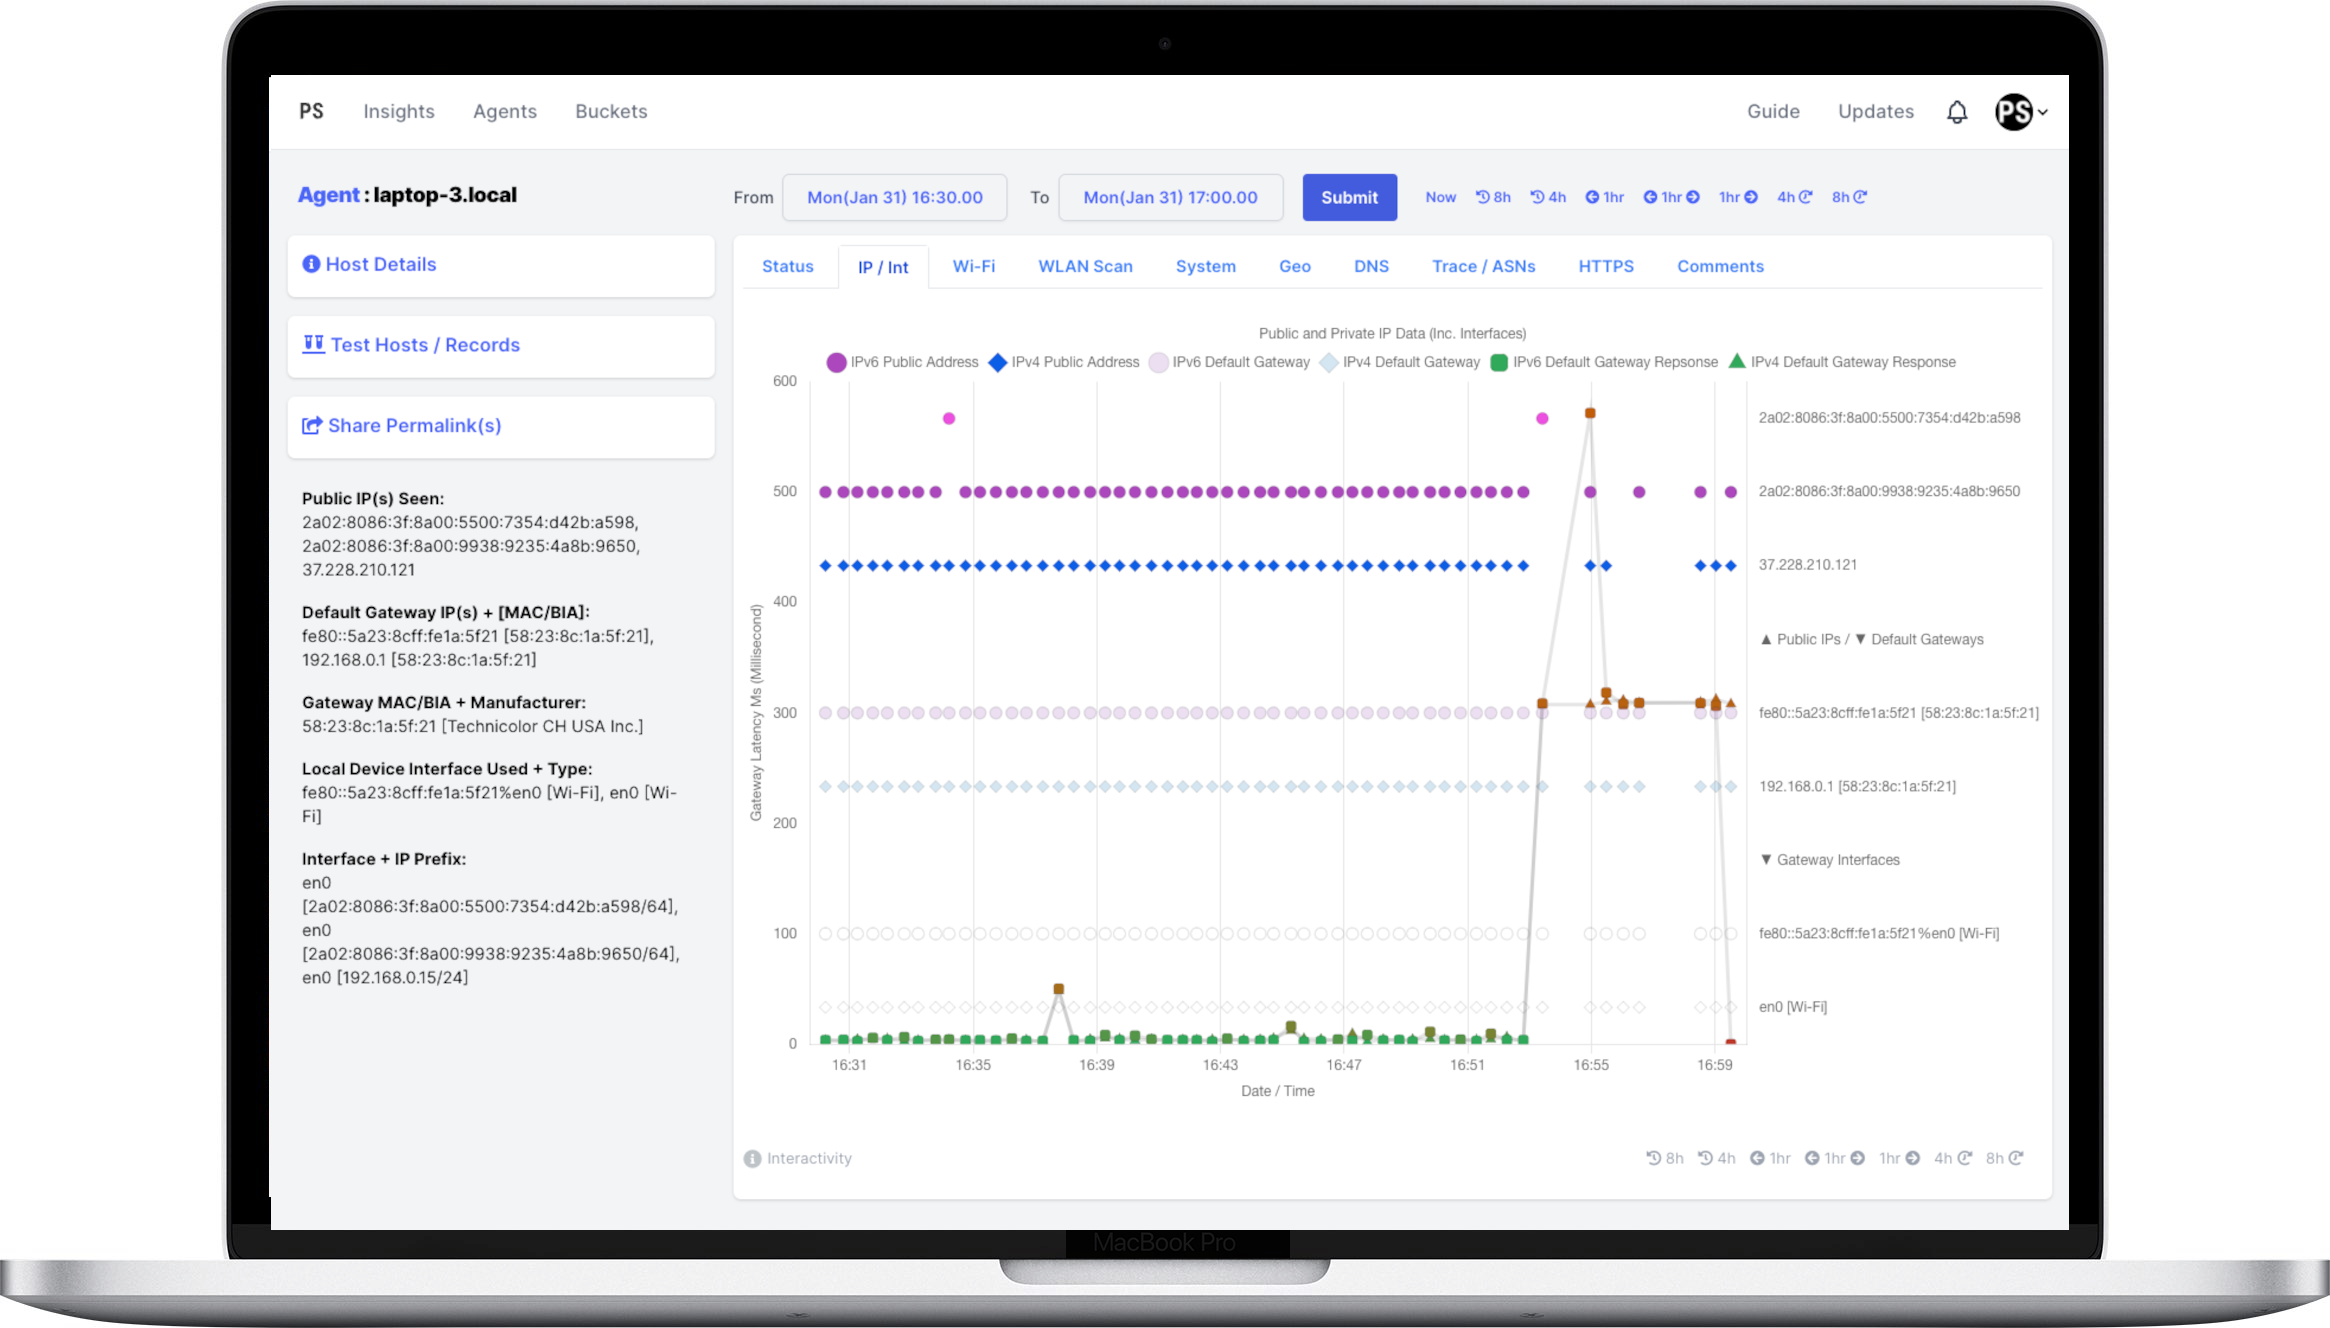 PS Insights Agents Buckets Guide Updates PS
Agent : laptop-3.local
From Mon(Jan 31) 16:30.00 To Mon(Jan 31) 17:00.00 Submit Now 8h 4h 1hr 1hr 1hr 4h 8h
Host Details
Test Hosts / Records
Share Permalink(s)
Public IP(s) Seen:
2a02:8086:3f:8a00:5500:7354:d42b:a598,
2a02:8086:3f:8a00:9938:9235:4a8b:9650,
37.228.210.121
Default Gateway IP(s) + [MAC/BIA]:
fe80::5a23:8cff:fe1a:5f21 [58:23:8c:1a:5f:21],
192.168.0.1 [58:23:8c:1a:5f:21]
Gateway MAC/BIA + Manufacturer:
58:23:8c:1a:5f:21 [Technicolor CH USA Inc.]
Local Device Interface Used + Type:
fe80::5a23:8cff:fe1a:5f21%en0 [Wi-Fi], en0 [Wi-
Fi]
Interface + IP Prefix:
en0
[2a02:8086:3f:8a00:5500:7354:d42b:a598/64],
en0
[2a02:8086:3f:8a00:9938:9235:4a8b:9650/64],
en0 [192.168.0.15/24]
Status IP / Int Wi-Fi WLAN Scan System Geo DNS Trace / ASNs HTTPS Comments
Public and Private IP Data (Inc. Interfaces)
IPv6 Public Address IPv4 Public Address IPv6 Default Gateway IPv4 Default Gateway IPv6 Default Gateway Repsonse IPv4 Default Gateway Response
Gateway Latency Ms (Millisecond)
600
500
400
300
200
100
0
2a02:8086:3f:8a00:5500:7354:d42b:a598
2a02:8086:3f:8a00:9938:9235:4a8b:9650
37.228.210.121
▲ Public IPs / ▼ Default Gateways
fe80::5a23:8cff:fe1a:5f21 [58:23:8c:1a:5f:21]
192.168.0.1 [58:23:8c:1a:5f:21]
▼ Gateway Interfaces
fe80::5a23:8cff:fe1a:5f21%en0 [Wi-Fi]
en0 [Wi-Fi]
16:31 16:35 16:39 16:43 16:47 16:51 16:55 16:59
Date / Time
Interactivity 8h 4h 1hr 1hr 1hr 4h 8h
MacBook Pro